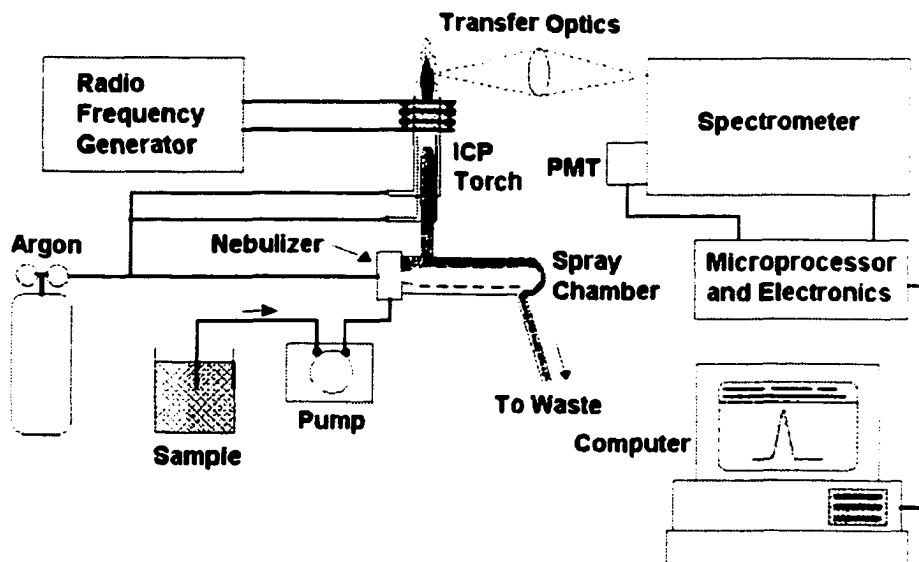 Transfer Optics
Radio
Frequency
Generator
Spectrometer
ICP
Torch
PMT
Nebulizer
Argon
Spray
Chamber
Microprocessor
and Electronics
Pump
To Waste
Computer
Sample